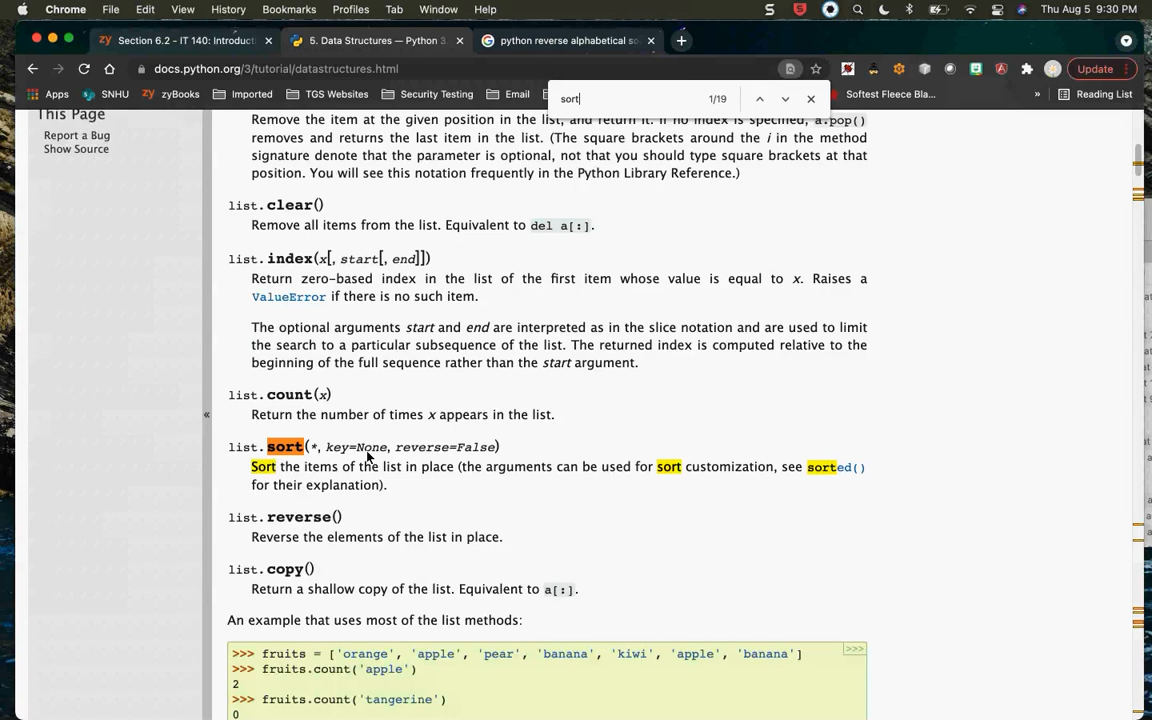 Chrome File Edit View History Bookmarks Profiles Tab Window Help Thu Aug 5 9:30 PM
Section 6.2 - IT 140: Introducti 5. Data Structures — Python 3. python reverse alphabetical so
docs.python.org/3/tutorial/datastructures.html Update
Apps SNHU zyBooks Imported TGS Websites Security Testing Email Softest Fleece Bla... » Reading List
sort 1/19
This Page
Report a Bug
Show Source
«
Remove the item at the given position in the list, and return it. If no index is specified, a.pop()
removes and returns the last item in the list. (The square brackets around the i in the method
signature denote that the parameter is optional, not that you should type square brackets at that
position. You will see this notation frequently in the Python Library Reference.)
list.clear()
Remove all items from the list. Equivalent to del a[:].
list.index(x[, start[, end]])
Return zero-based index in the list of the first item whose value is equal to x. Raises a
ValueError if there is no such item.
The optional arguments start and end are interpreted as in the slice notation and are used to limit
the search to a particular subsequence of the list. The returned index is computed relative to the
beginning of the full sequence rather than the start argument.
list.count(x)
Return the number of times x appears in the list.
list.sort(*, key=None, reverse=False)
Sort the items of the list in place (the arguments can be used for sort customization, see sorted()
for their explanation).
list.reverse()
Reverse the elements of the list in place.
list.copy()
Return a shallow copy of the list. Equivalent to a[:].
An example that uses most of the list methods:
>>> fruits = ['orange', 'apple', 'pear', 'banana', 'kiwi', 'apple', 'banana'] >>>
>>> fruits.count('apple')
2
>>> fruits.count('tangerine')
0